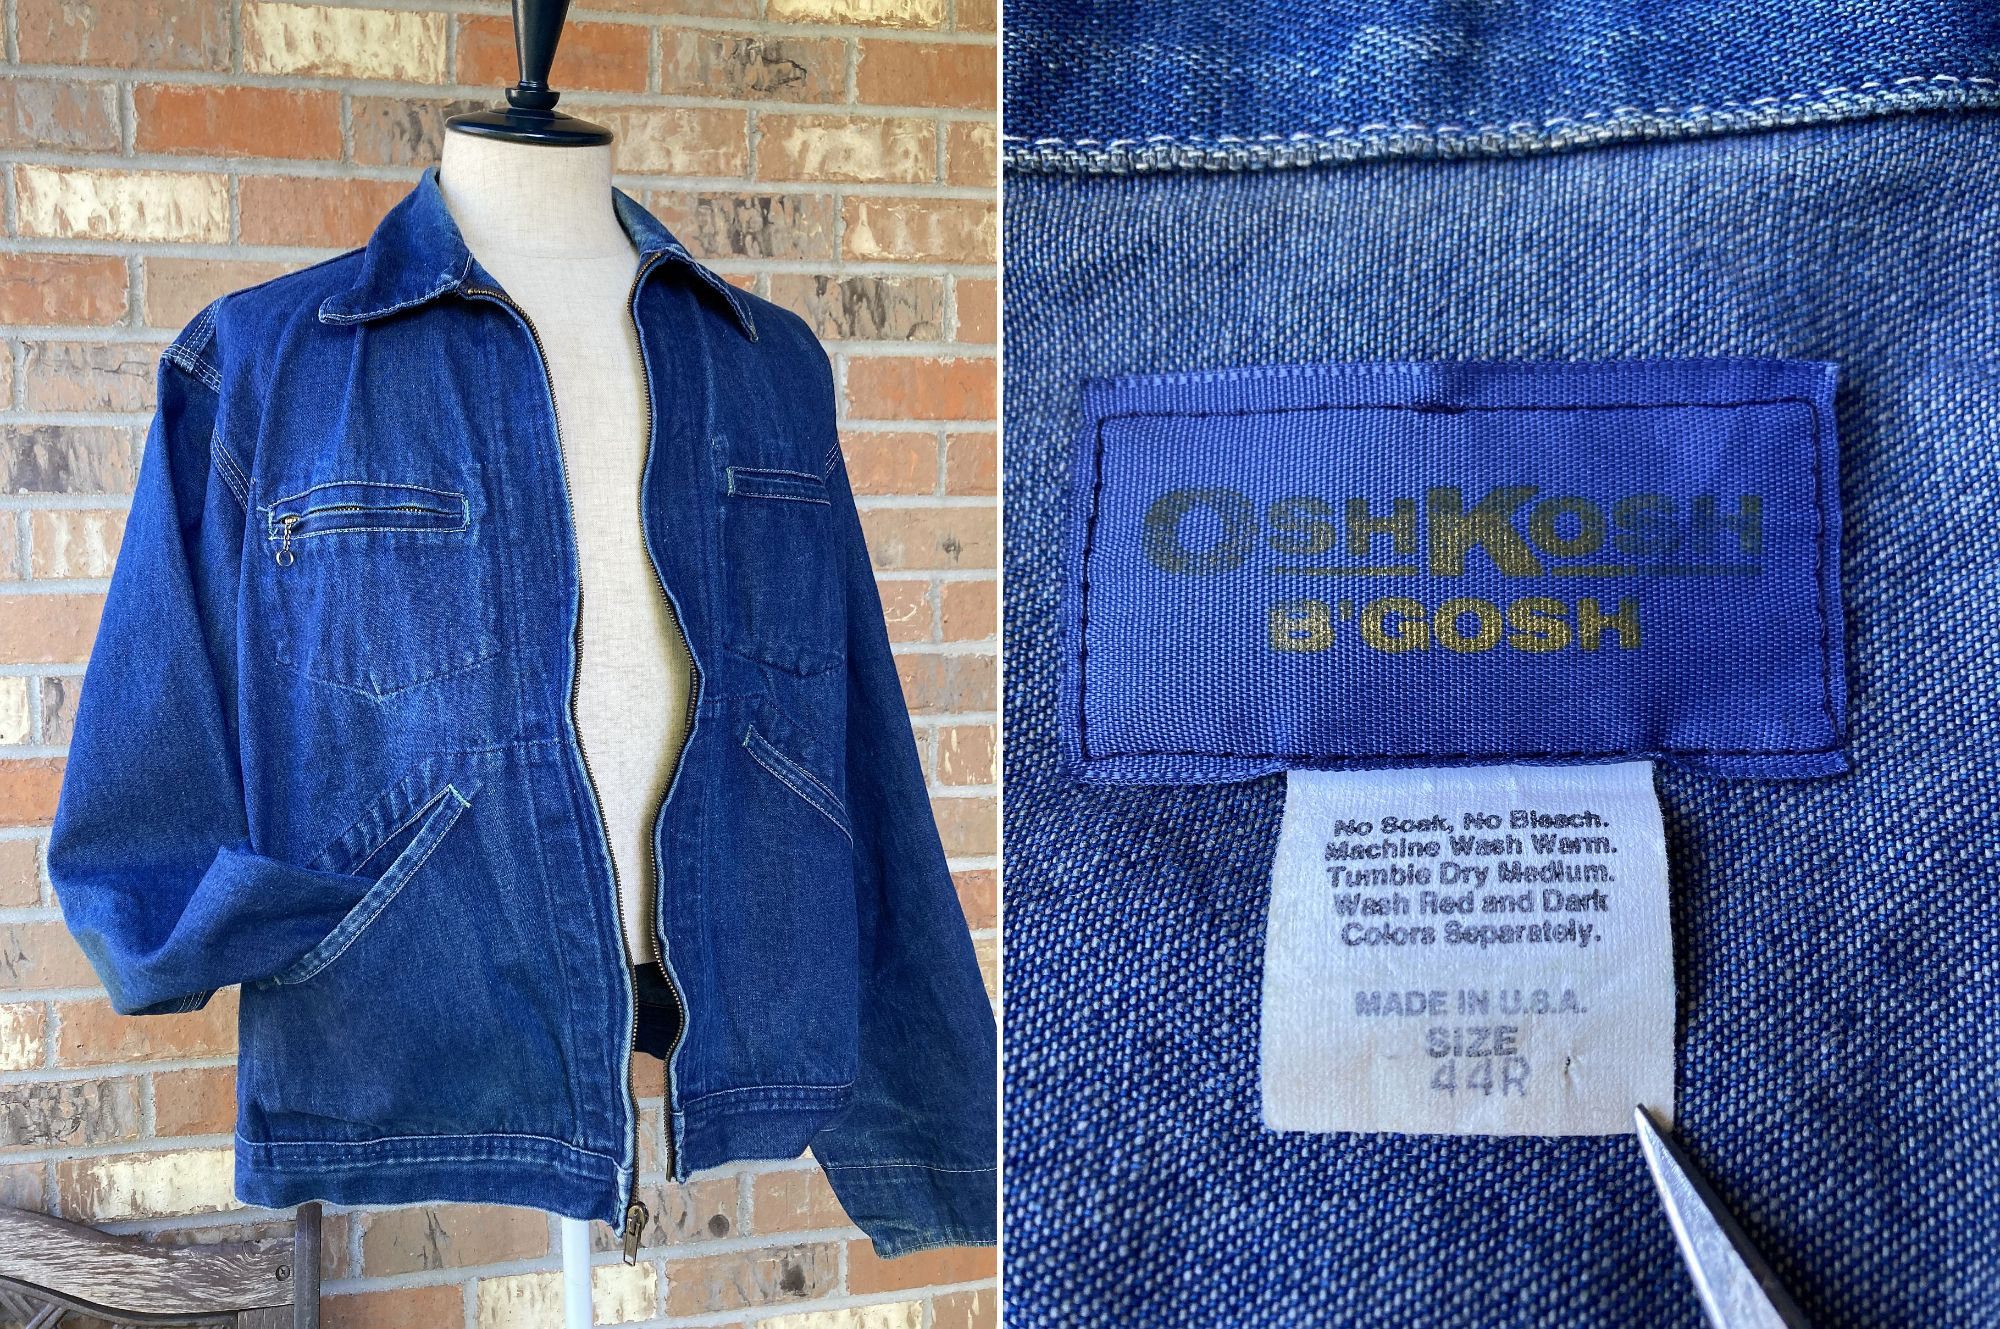 OSHKOSH
B'GOSH
No Soak, No Bleach.
Machine Wash Warm.
Tumble Dry Medium.
Wash Red and Dark
Colors Separately.
MADE IN U.S.A.
SIZE
44R